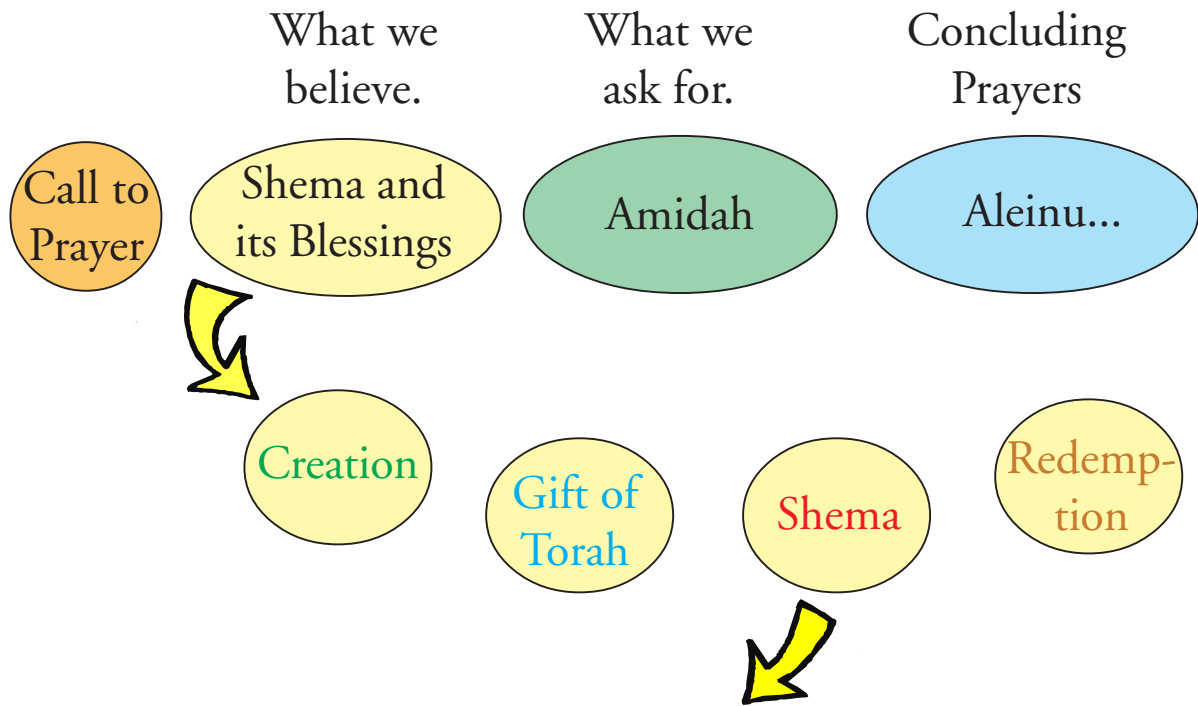 What we
believe.
What we
ask for.
Concluding
Prayers
Call to
Prayer
Shema and
its Blessings
Amidah
Aleinu...
Creation
Gift of
Torah
Shema
Redemp-
tion